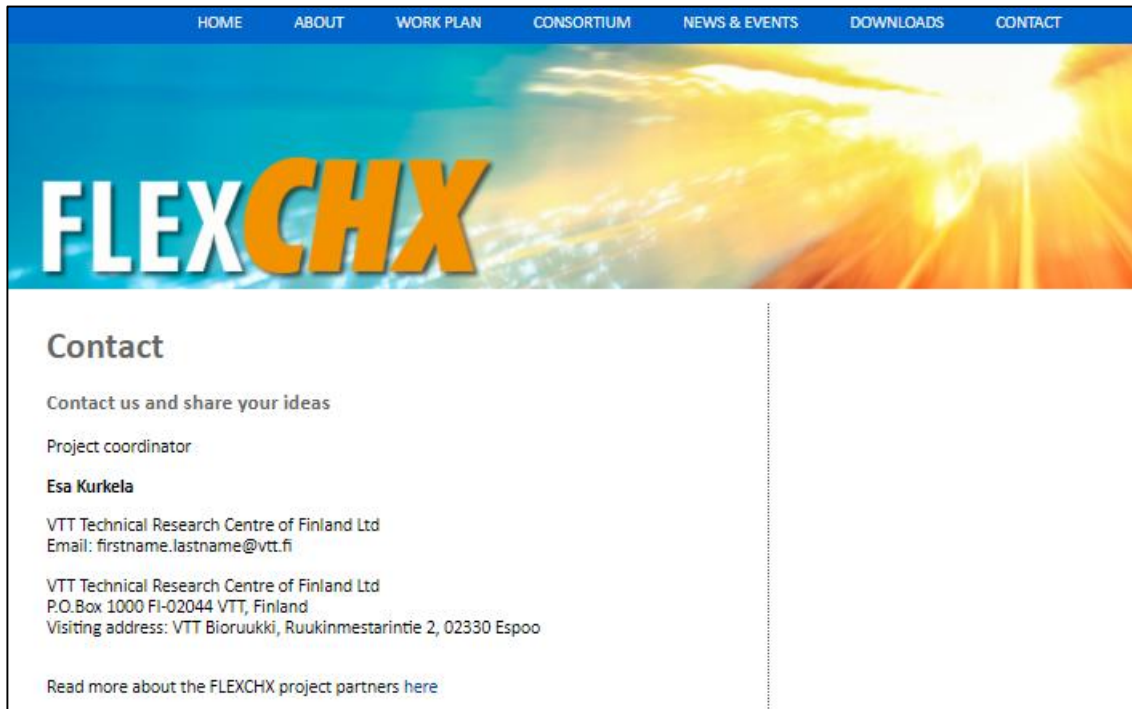 HOME ABOUT WORK PLAN CONSORTIUM NEWS & EVENTS DOWNLOADS CONTACT
FLEXCHX
Contact
Contact us and share your ideas
Project coordinator
Esa Kurkela
VTT Technical Research Centre of Finland Ltd
Email: firstname.lastname@vtt.fi
VTT Technical Research Centre of Finland Ltd
P.O.Box 1000 FI-02044 VTT, Finland
Visiting address: VTT Bioruukki, Ruukinmestarintie 2, 02330 Espoo
Read more about the FLEXCHX project partners here